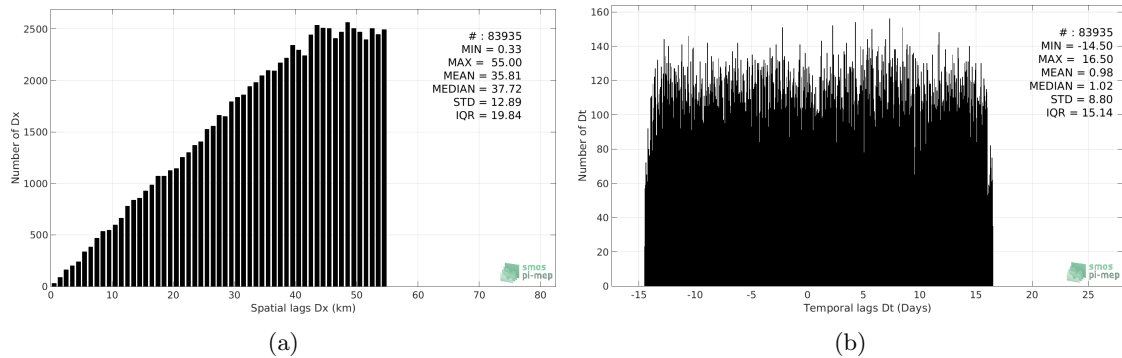 2500
2000
1500
1000
500
0
Number of Dx
0 10 20 30 40 50 60 70 80
Spatial lags Dx (km)
# : 83935
MIN = 0.33
MAX = 55.00
MEAN = 35.81
MEDIAN = 37.72
STD = 12.89
IQR = 19.84
smos
pi-mep
(a)
160
140
120
100
80
60
40
20
0
Number of Dt
-15 -10 -5 0 5 10 15 20 25
Temporal lags Dt (Days)
# : 83935
MIN = -14.50
MAX = 16.50
MEAN = 0.98
MEDIAN = 1.02
STD = 8.80
IQR = 15.14
smos
pi-mep
(b)